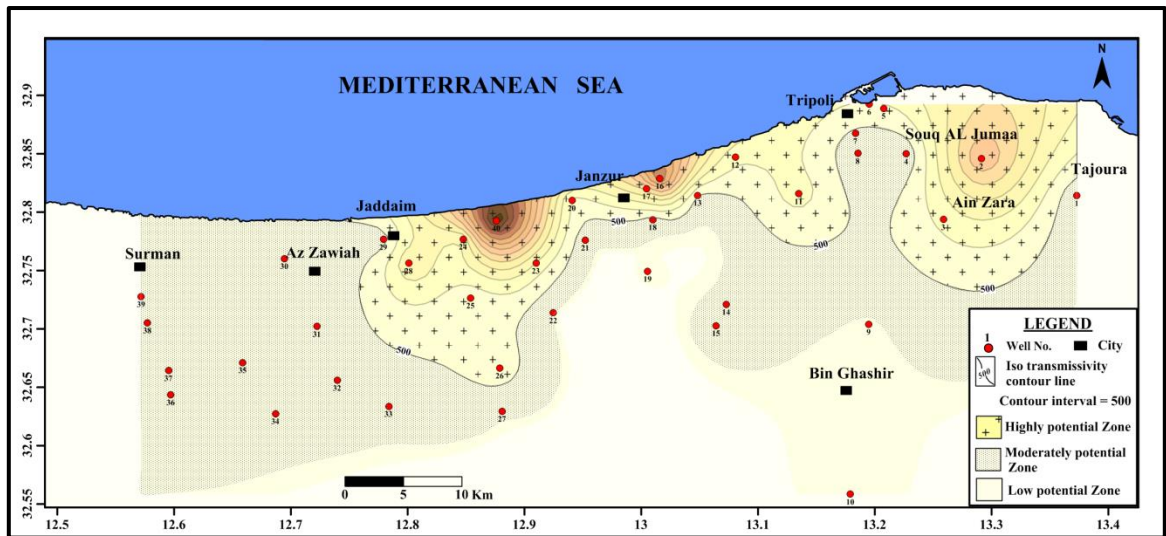 N
MEDITERRANEAN SEA
Tripoli
6
5
7
Souq AL Jumaa
8
4
2
12
Tajoura
Janzur
16
17
11
13
1
20
Jaddaim
40
18
Ain Zara
3
500
21
29
24
500
Surman
Az Zawiah
30
28
23
19
500
39
25
14
38
31
22
15
9
500
37
35
26
Bin Ghashir
36
32
34
33
27
0 5 10 Km
10
32.9
32.85
32.8
32.75
32.7
32.65
32.6
32.55
12.5 12.6 12.7 12.8 12.9 13 13.1 13.2 13.3 13.4
LEGEND
1
Well No.
City
500
Iso transmissivity
contour line
Contour interval = 500
Highly potential Zone
Moderately potential
Zone
Low potential Zone